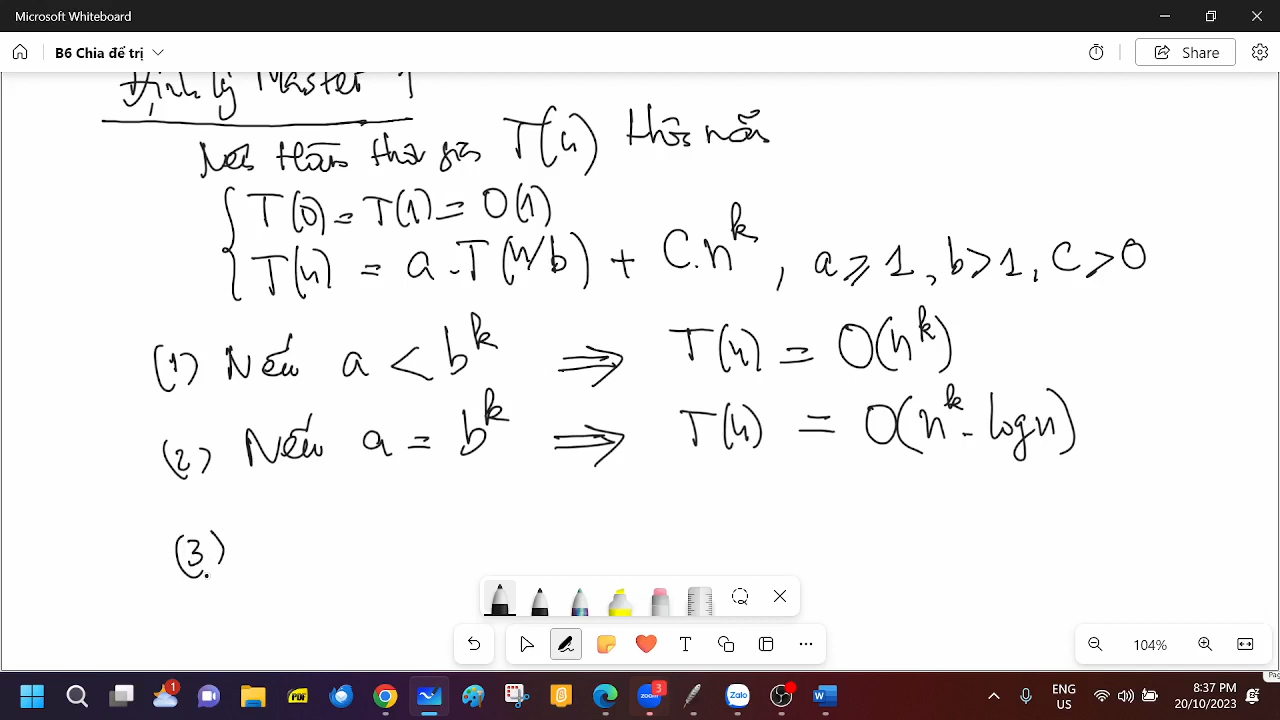 Microsoft Whiteboard
B6 Chia để trị
Share
Định lý Master 1
Nếu thời gian T(n) thỏa mãn
T(0) = T(1) = O(1)
T(n) = a.T(n/b) + C.n^k, a ≥ 1, b > 1, c > 0
(1) Nếu a < b^k ⇒ T(n) = O(n^k)
(2) Nếu a = b^k ⇒ T(n) = O(n^k . logn)
(3)
104%
ENG
US
8:37 PM
20/10/2023